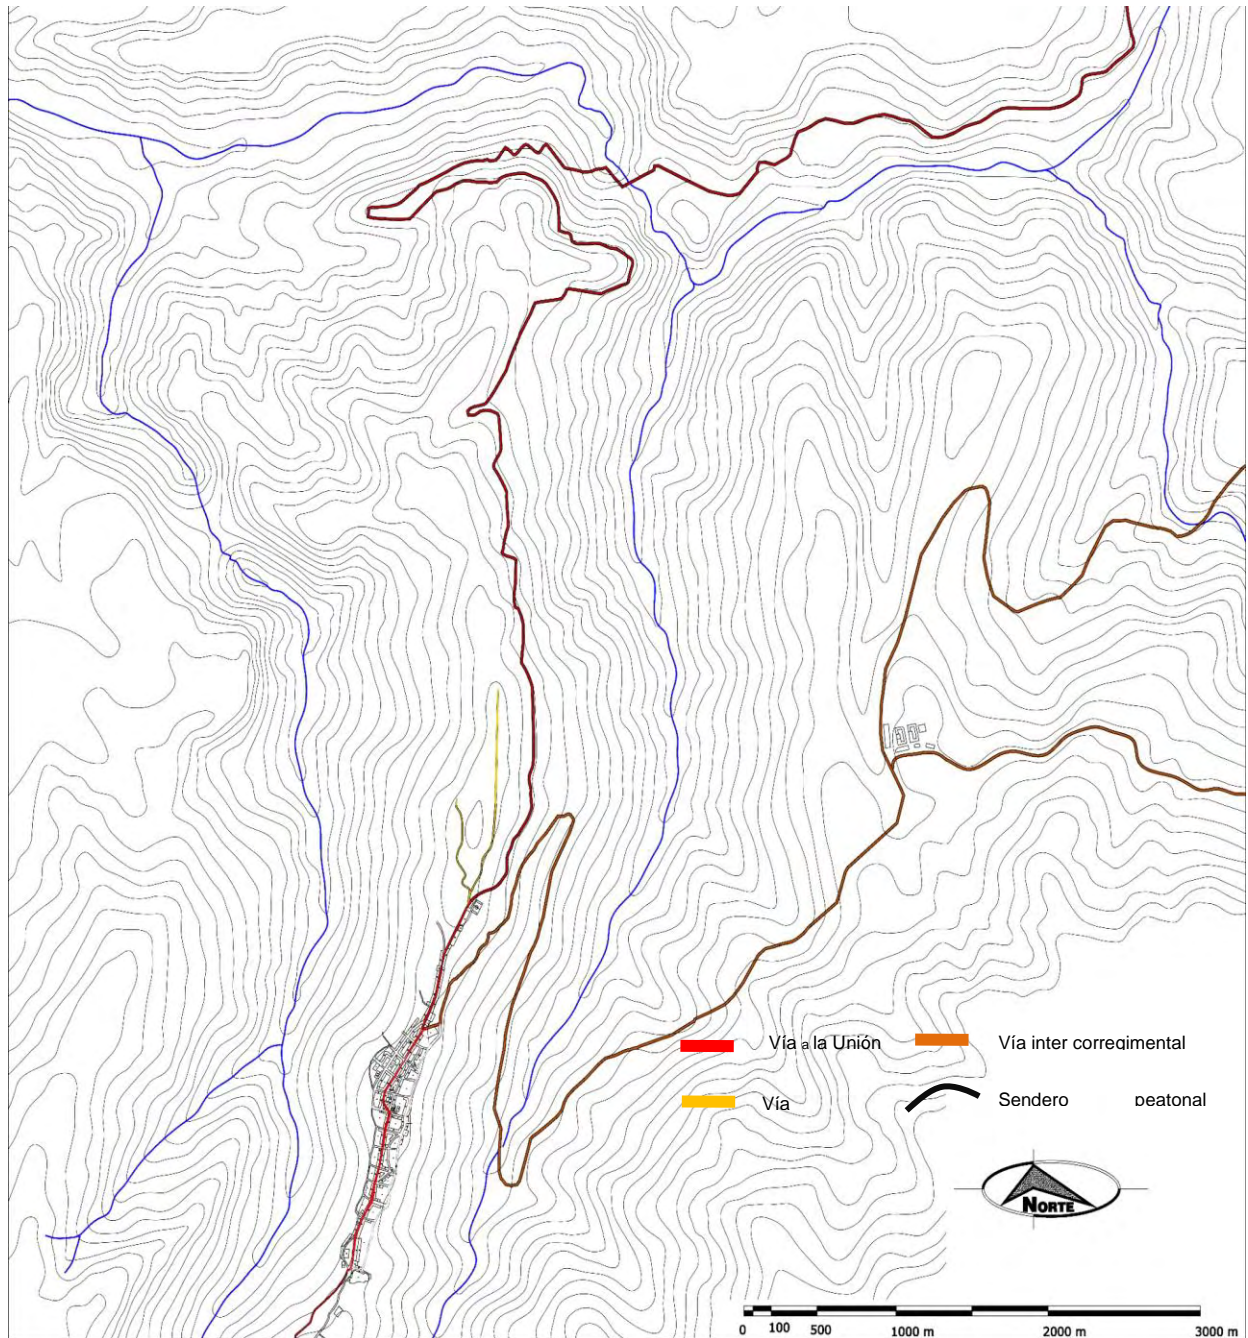 Vía a la Unión
Vía inter corregimental
Vía
Sendero peatonal
NORTE
0 100 500 1000 m 2000 m 3000 m